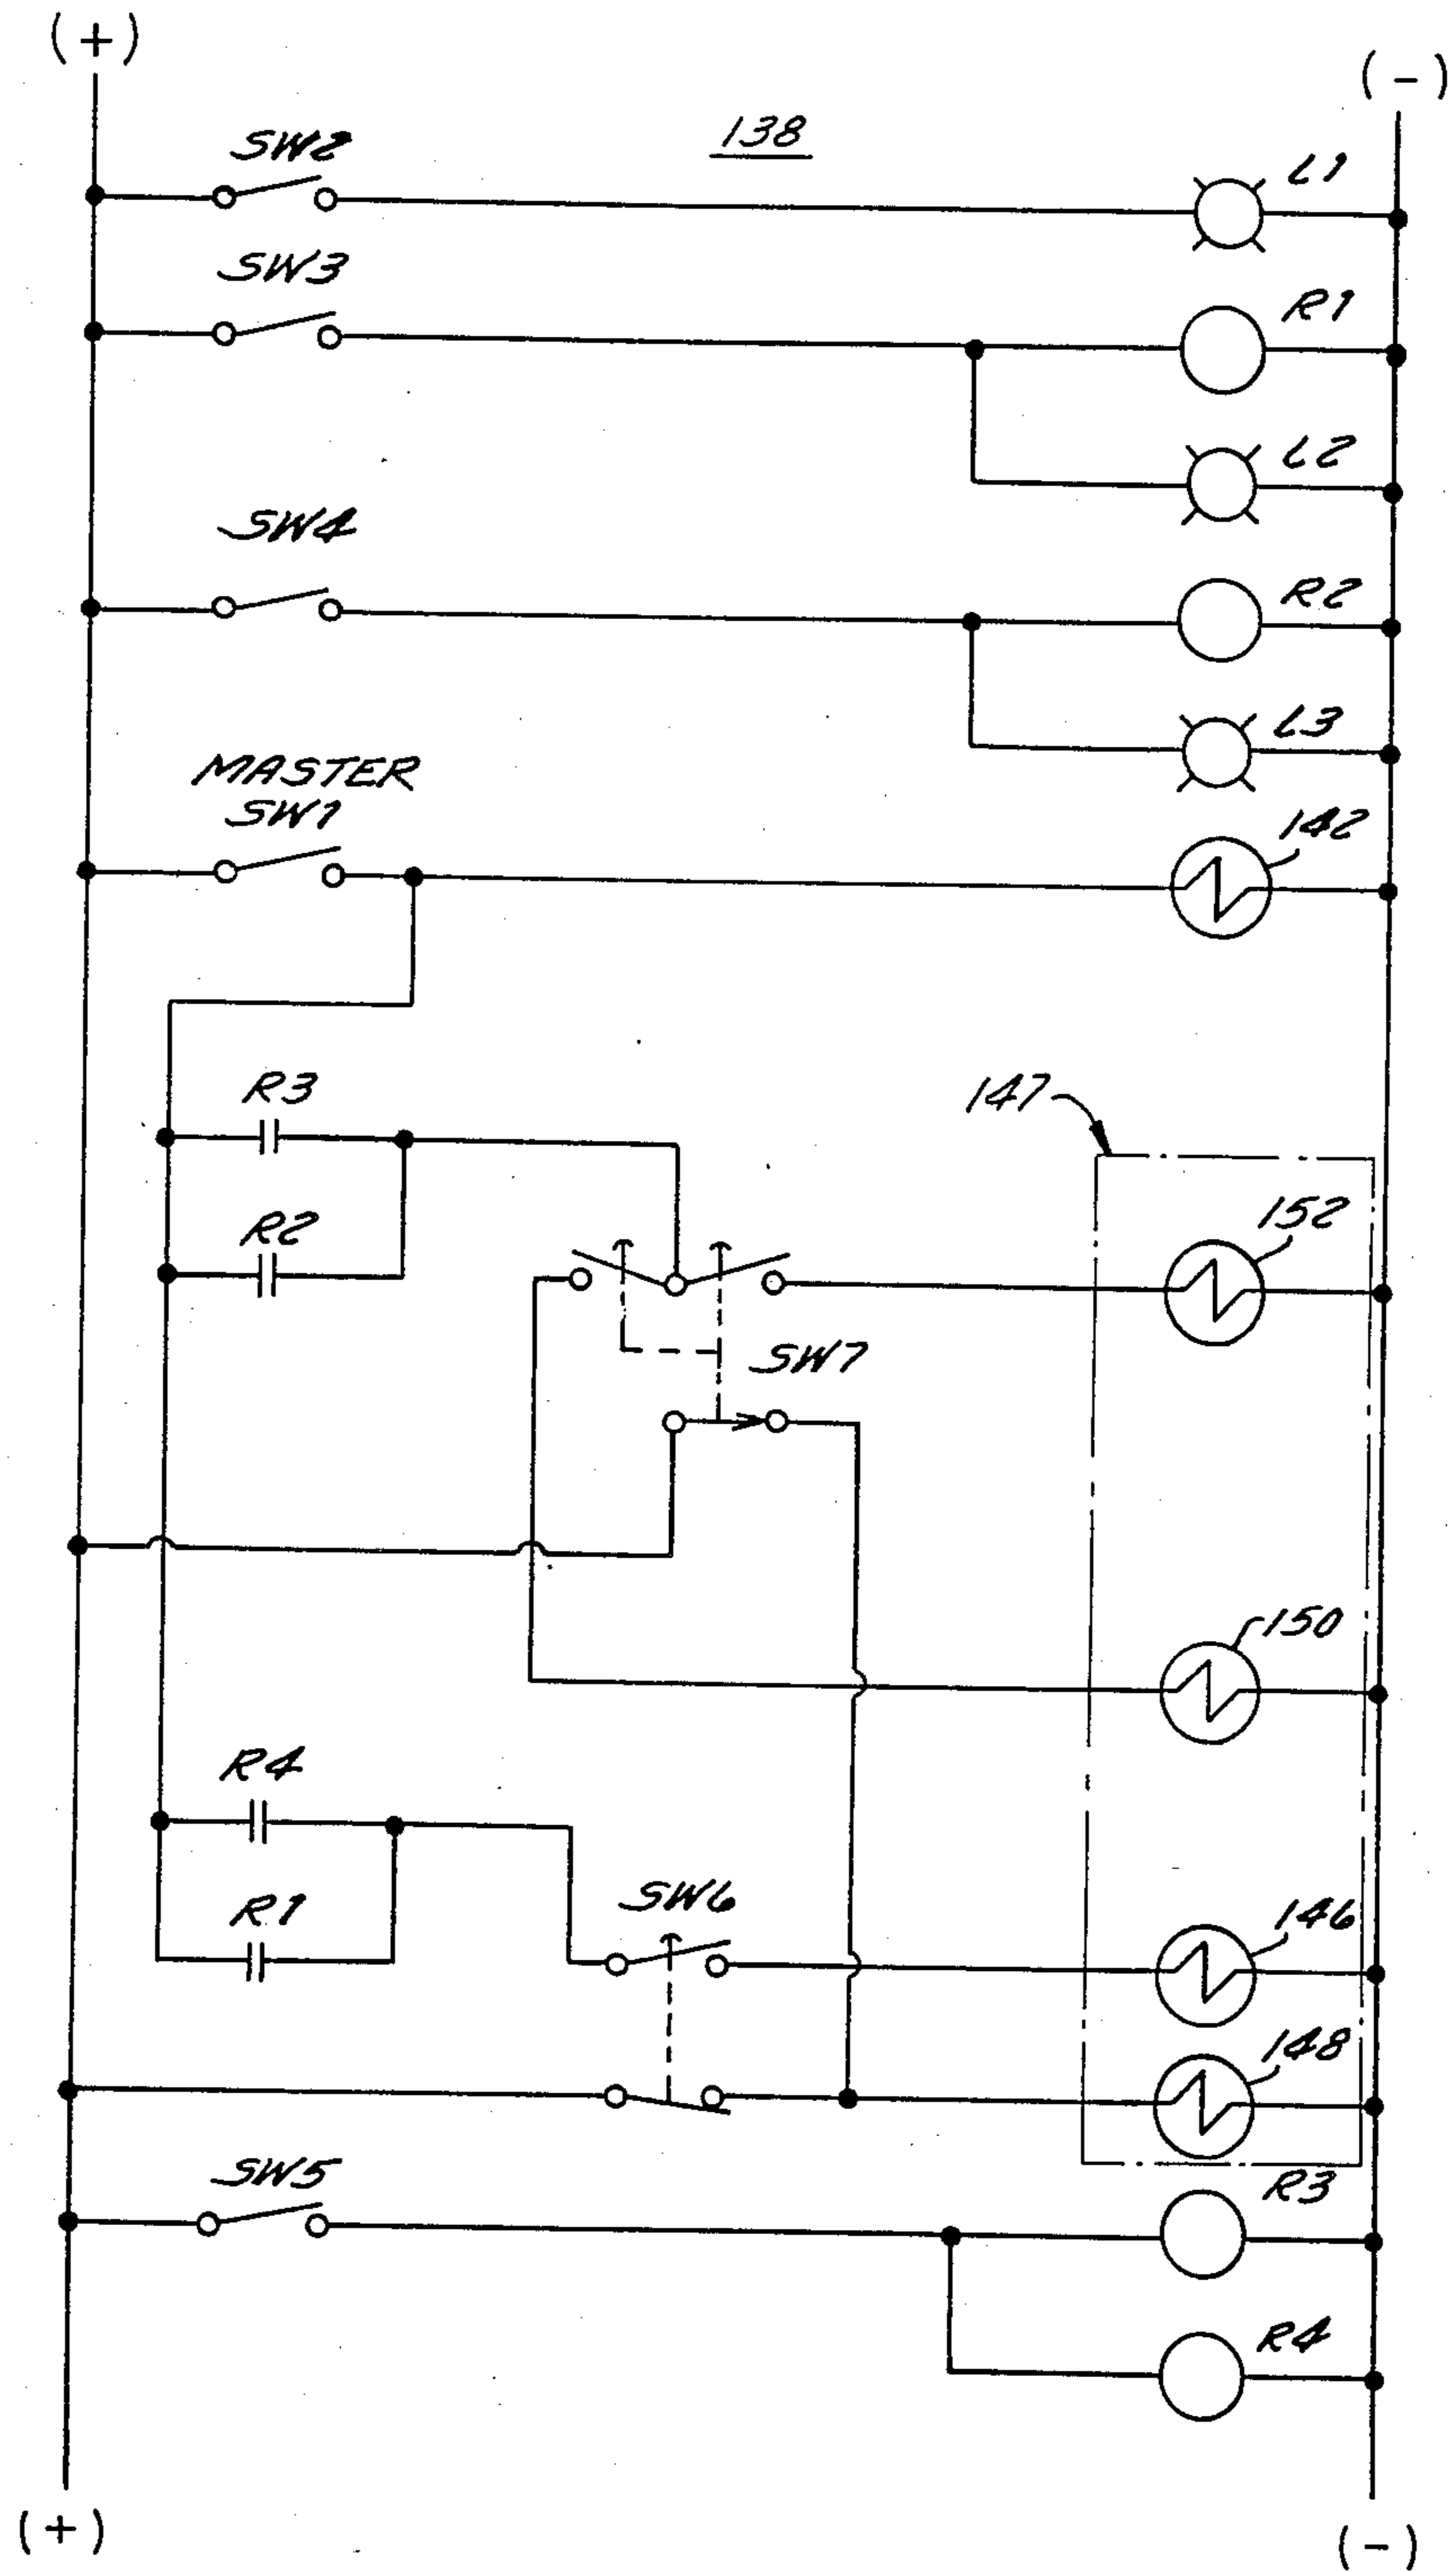 (+)
(-)
138
SW2
L1
SW3
R1
L2
SW4
R2
L3
MASTER
SW1
142
R3
147
R2
152
SW7
150
R4
R1
SW6
146
148
SW5
R3
R4
(+)
(-)